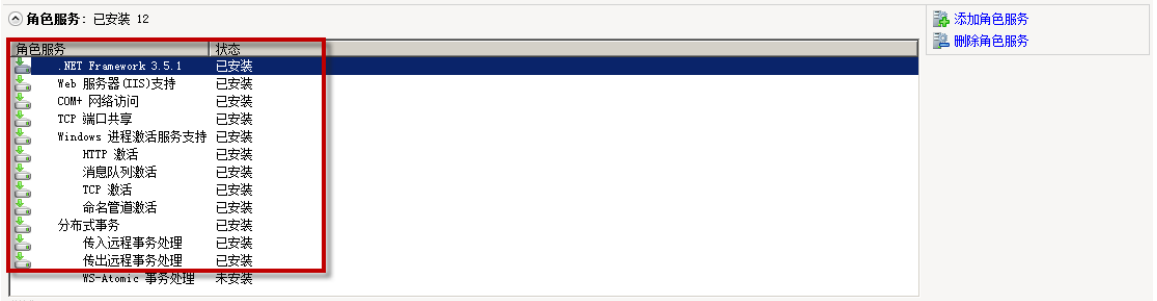 角色服务: 已安装 12
添加角色服务
删除角色服务
角色服务 状态
.NET Framework 3.5.1 已安装
Web 服务器(IIS)支持 已安装
COM+ 网络访问 已安装
TCP 端口共享 已安装
Windows 进程激活服务支持 已安装
HTTP 激活 已安装
消息队列激活 已安装
TCP 激活 已安装
命名管道激活 已安装
分布式事务 已安装
传入远程事务处理 已安装
传出远程事务处理 已安装
WS-Atomic 事务处理 未安装